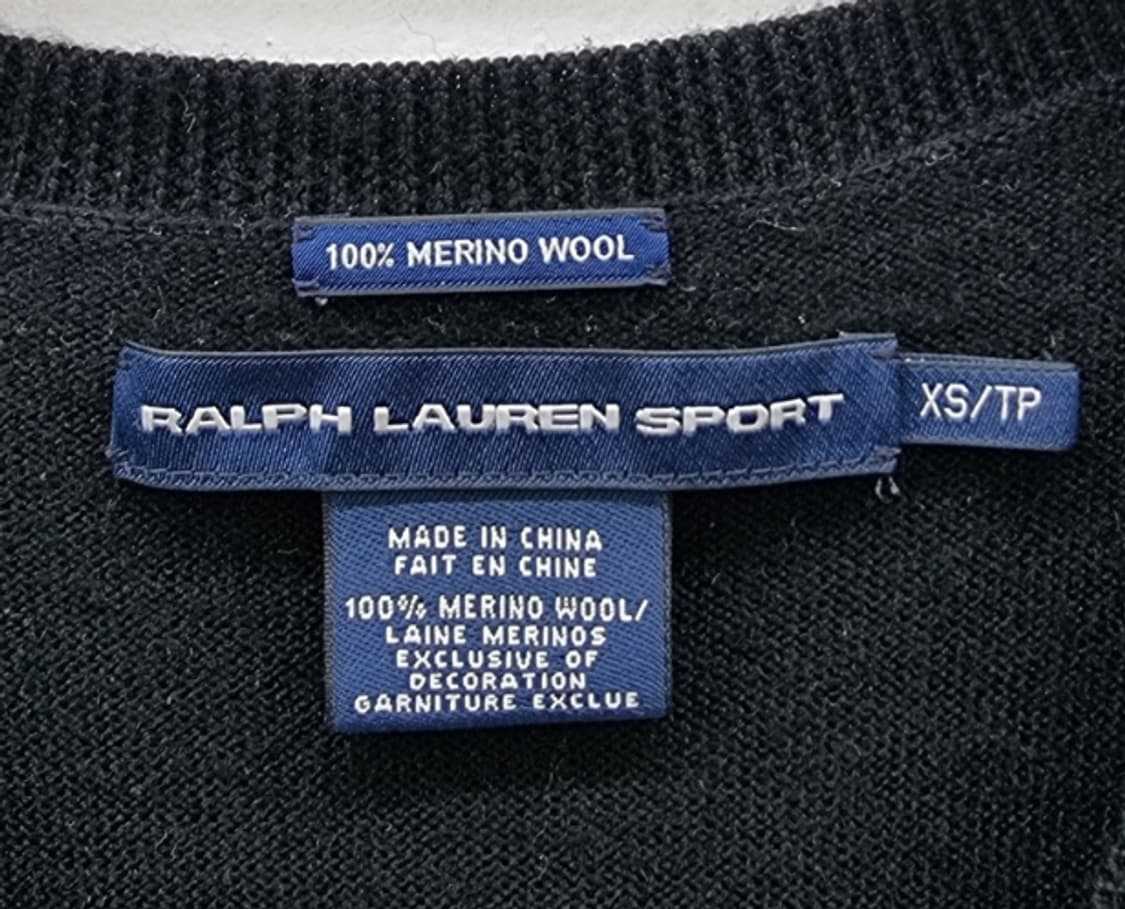 100% MERINO WOOL
RALPH LAUREN SPORT
XS/TP
MADE IN CHINA
FAIT EN CHINE
100% MERINO WOOL/
LAINE MERINOS
EXCLUSIVE OF
DECORATION
GARNITURE EXCLUE